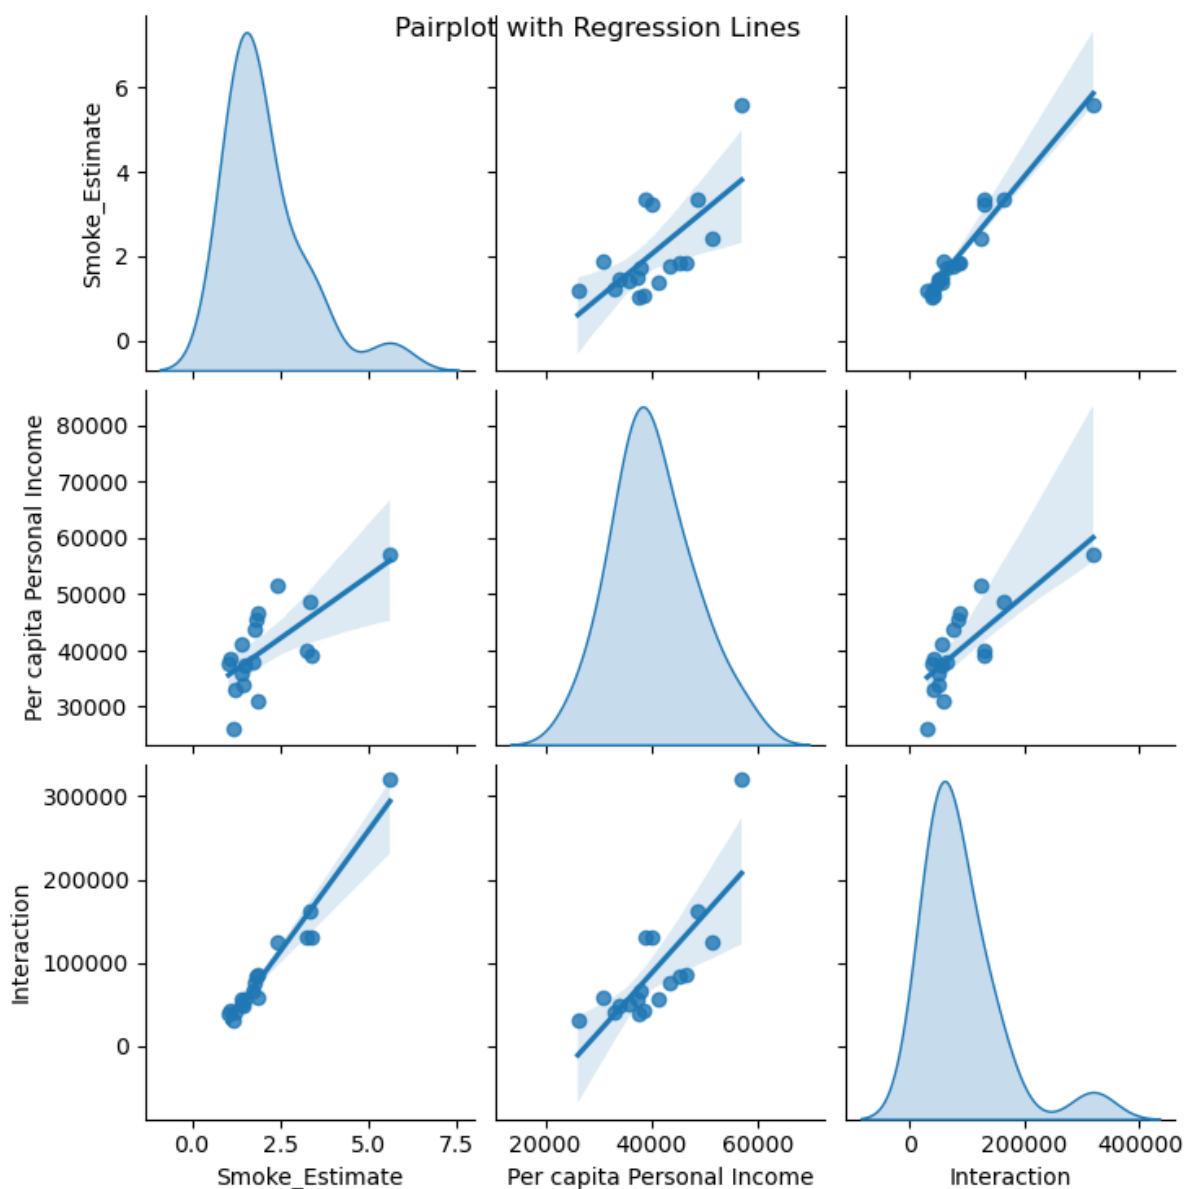 Pairplot with Regression Lines
Smoke_Estimate
6
4
2
0
Per capita Personal Income
80000
70000
60000
50000
40000
30000
Interaction
300000
200000
100000
0
0.0 2.5 5.0 7.5
20000 40000 60000
0 200000 400000
Smoke_Estimate
Per capita Personal Income
Interaction